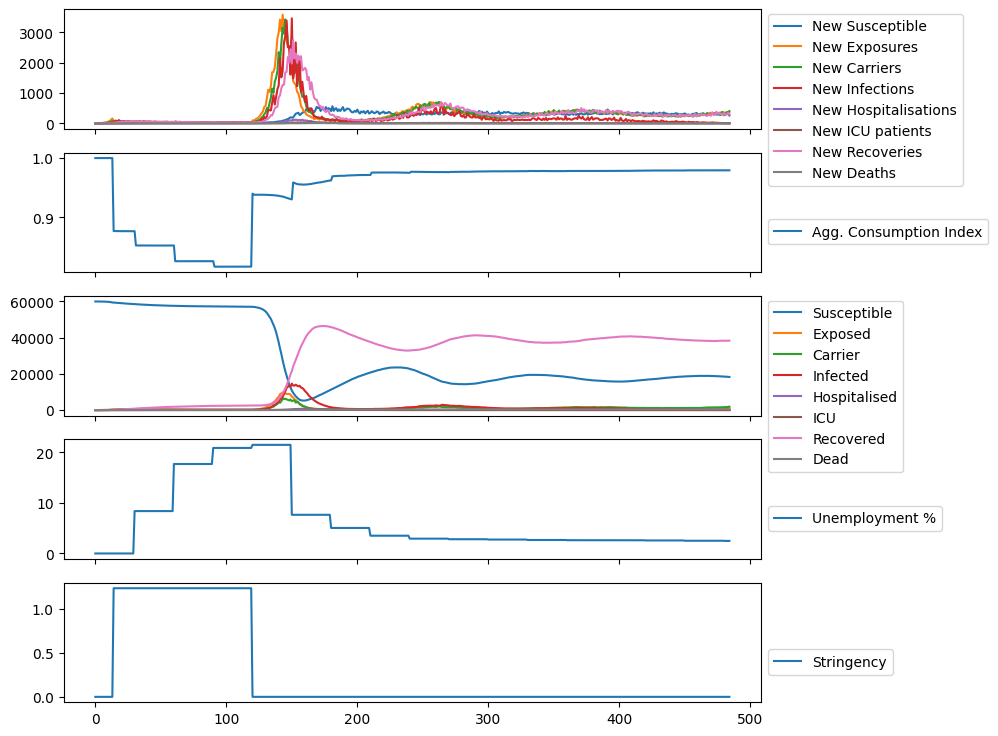 3000
2000
1000
0
New Susceptible
New Exposures
New Carriers
New Infections
New Hospitalisations
New ICU patients
New Recoveries
New Deaths
1.0
0.9
Agg. Consumption Index
60000
40000
20000
0
Susceptible
Exposed
Carrier
Infected
Hospitalised
ICU
Recovered
Dead
20
10
0
Unemployment %
1.0
0.5
0.0
Stringency
0 100 200 300 400 500